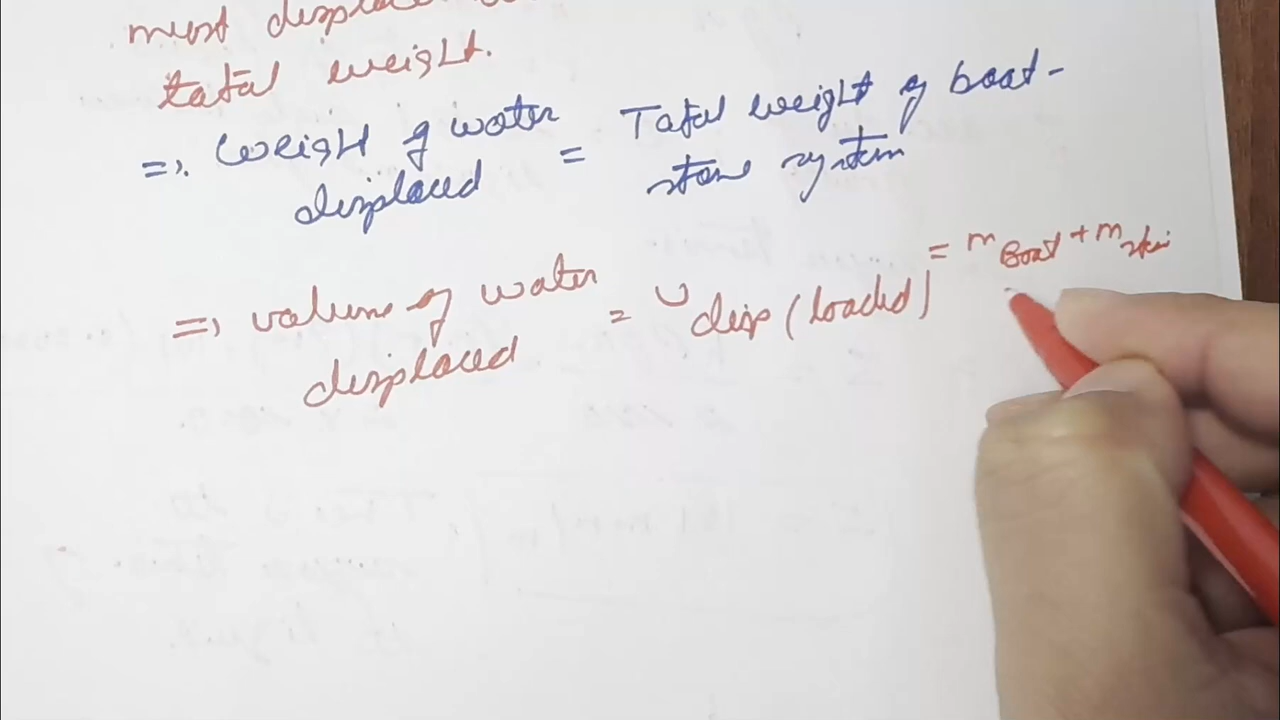 must displace
total weight.
=> Weight of water displaced = Total weight of boat-stone system
=> volume of water displaced = V disp (loaded) = m Boat + m